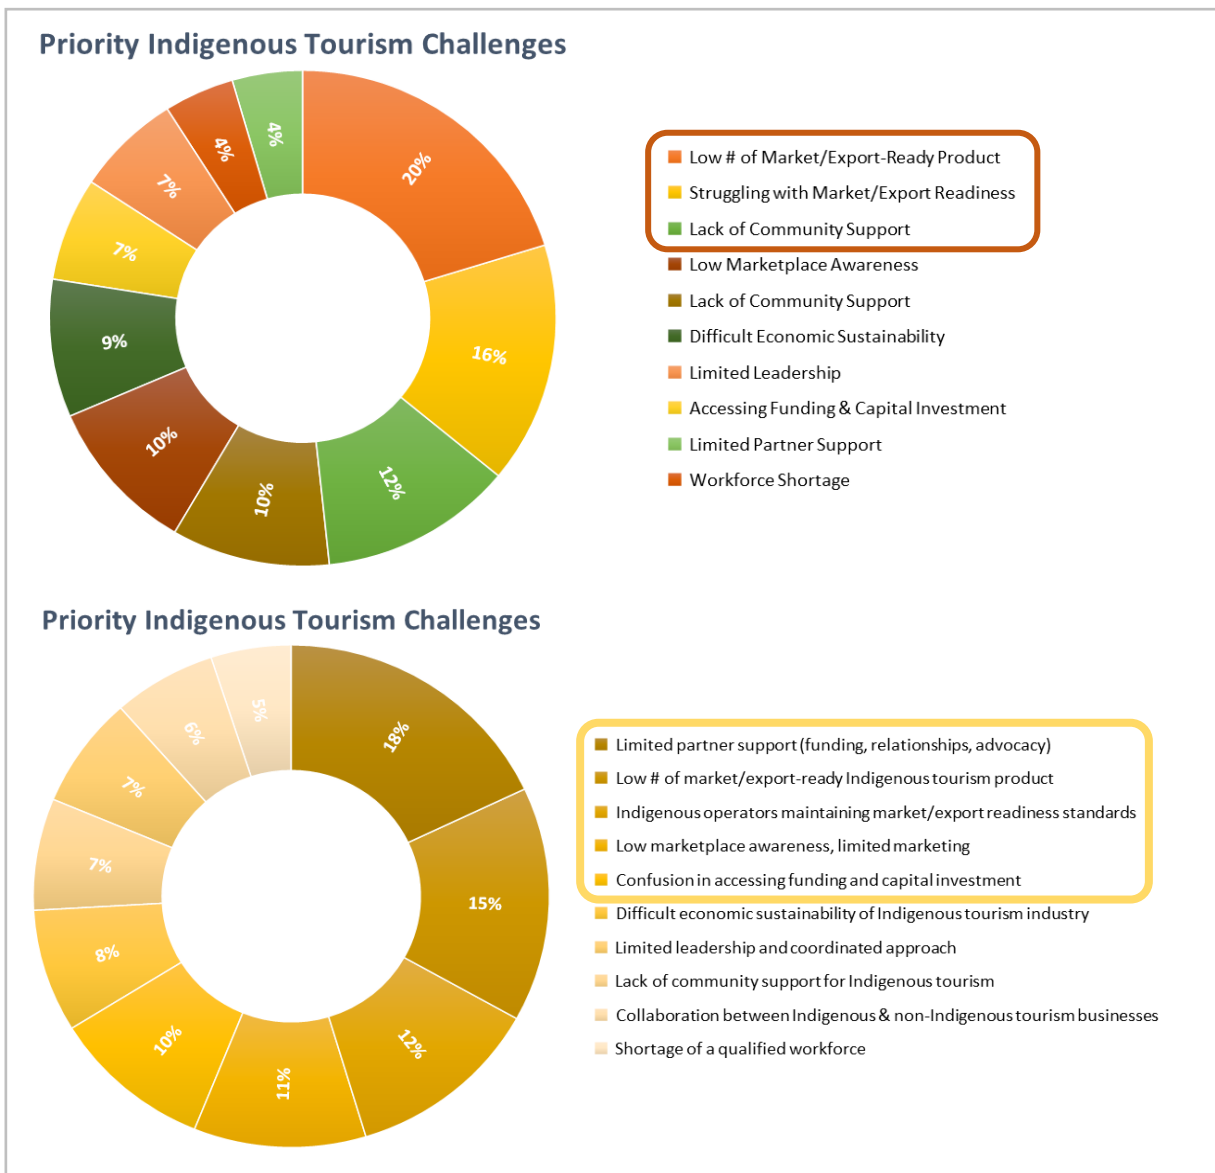 Priority Indigenous Tourism Challenges
20%
16%
12%
10%
10%
9%
7%
7%
4%
4%
Low # of Market/Export-Ready Product
Struggling with Market/Export Readiness
Lack of Community Support
Low Marketplace Awareness
Lack of Community Support
Difficult Economic Sustainability
Limited Leadership
Accessing Funding & Capital Investment
Limited Partner Support
Workforce Shortage
Priority Indigenous Tourism Challenges
18%
15%
12%
11%
10%
8%
7%
7%
6%
5%
Limited partner support (funding, relationships, advocacy)
Low # of market/export-ready Indigenous tourism product
Indigenous operators maintaining market/export readiness standards
Low marketplace awareness, limited marketing
Confusion in accessing funding and capital investment
Difficult economic sustainability of Indigenous tourism industry
Limited leadership and coordinated approach
Lack of community support for Indigenous tourism
Collaboration between Indigenous & non-Indigenous tourism businesses
Shortage of a qualified workforce